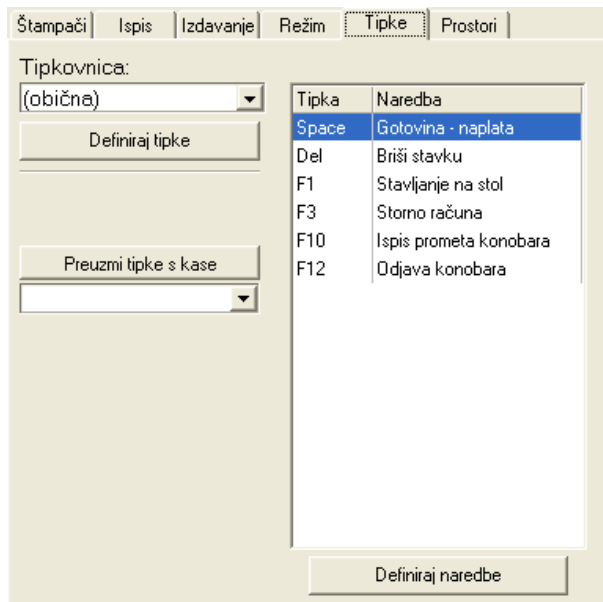 Štampači Ispis Izdavanje Režim Tipke Prostori
Tipkovnica:
(obična)
Definiraj tipke
Preuzmi tipke s kase
Tipka Naredba
Space Gotovina - naplata
Del Briši stavku
F1 Stavljanje na stol
F3 Storno računa
F10 Ispis prometa konobara
F12 Odjava konobara
Definiraj naredbe